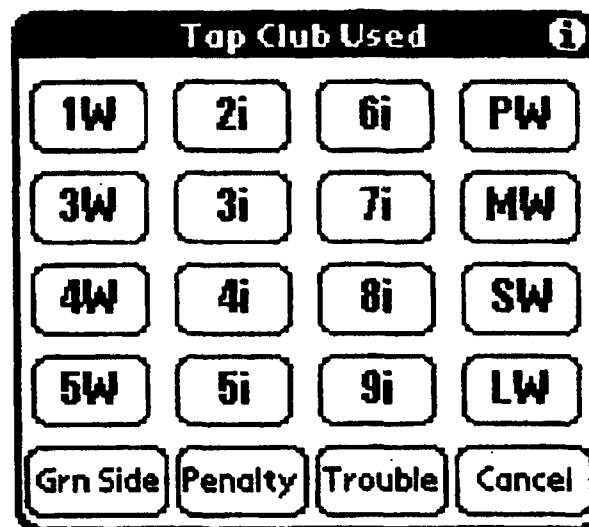 Tap Club Used i
1W 2i 6i PW
3W 3i 7i MW
4W 4i 8i SW
5W 5i 9i LW
Grn Side Penalty Trouble Cancel